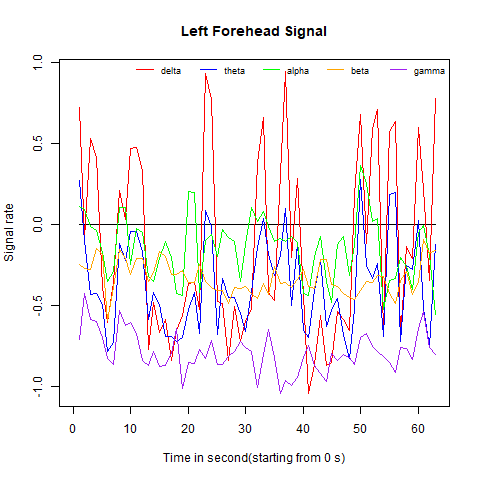 Left Forehead Signal
delta theta alpha beta gamma
Signal rate
1.0
0.5
0.0
-0.5
-1.0
0 10 20 30 40 50 60
Time in second(starting from 0 s)